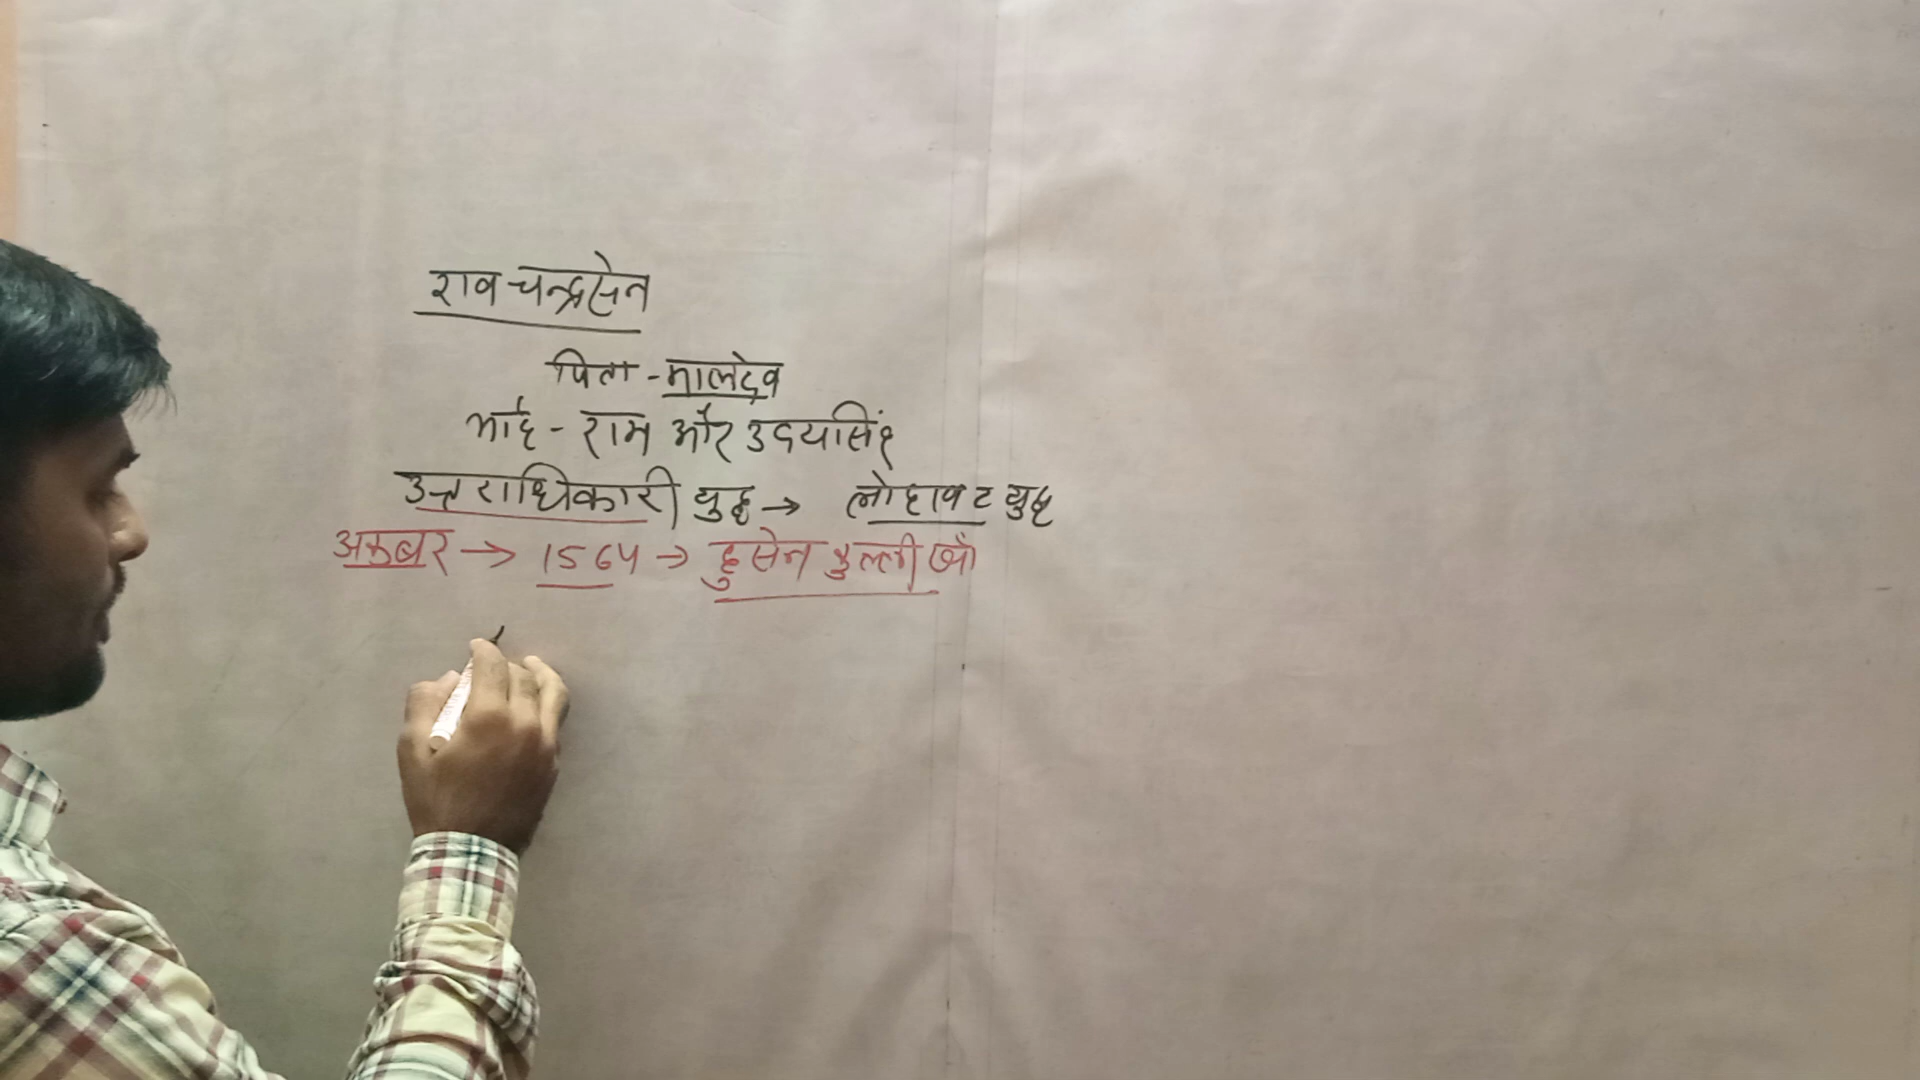 राव चन्द्रसेन
पिता - मालदेव
भाई - राम और उदयसिंह
उत्तराधिकारी युद्ध → लोहावट युद्ध
अकबर → 1564 → हुसेन कुल्ली खाँ